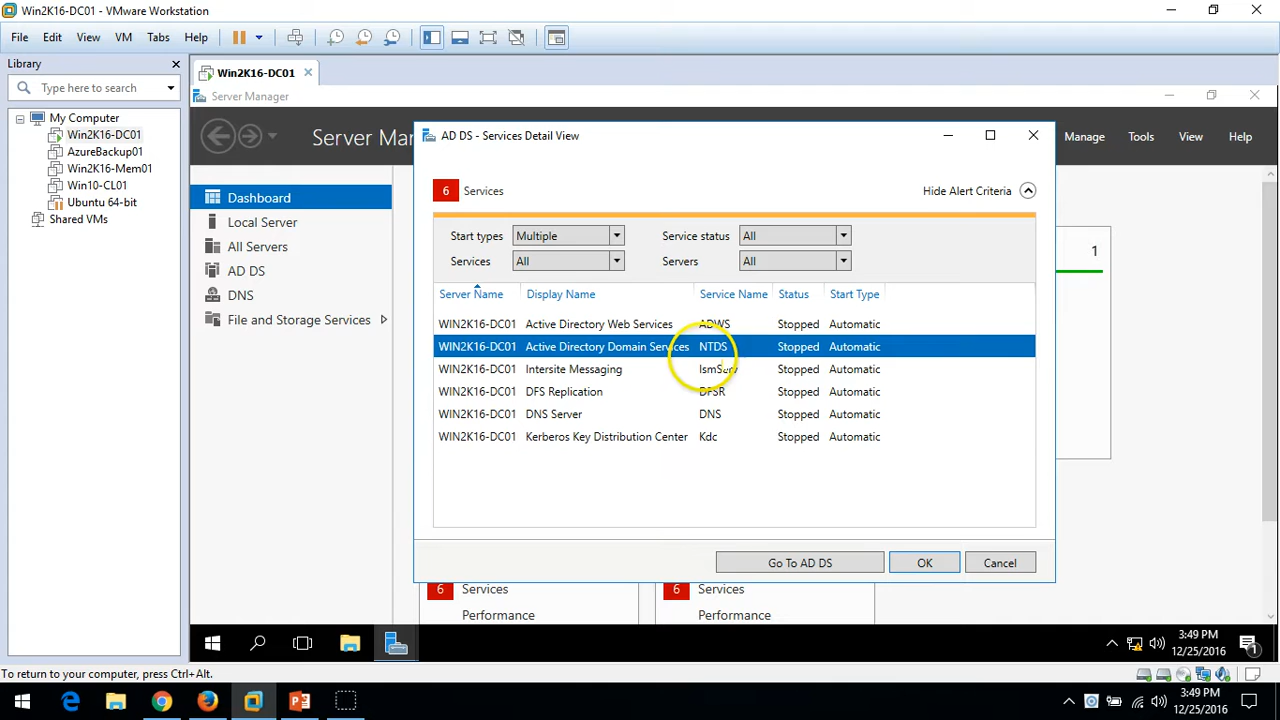 Win2K16-DC01 - VMware Workstation
File Edit View VM Tabs Help
Library
Type here to search
My Computer
Win2K16-DC01
AzureBackup01
Win2K16-Mem01
Win10-CL01
Ubuntu 64-bit
Shared VMs
Win2K16-DC01
Server Manager
Server Mar
Manage Tools View Help
Dashboard
Local Server
All Servers
AD DS
DNS
File and Storage Services
1
AD DS - Services Detail View
6 Services
Hide Alert Criteria
Start types Multiple Service status All
Services All Servers All
Server Name Display Name Service Name Status Start Type
WIN2K16-DC01 Active Directory Web Services ADWS Stopped Automatic
WIN2K16-DC01 Active Directory Domain Services NTDS Stopped Automatic
WIN2K16-DC01 Intersite Messaging IsmServ Stopped Automatic
WIN2K16-DC01 DFS Replication DFSR Stopped Automatic
WIN2K16-DC01 DNS Server DNS Stopped Automatic
WIN2K16-DC01 Kerberos Key Distribution Center Kdc Stopped Automatic
Go To AD DS OK Cancel
6 Services 6 Services
Performance Performance
3:49 PM
12/25/2016
1
To return to your computer, press Ctrl+Alt.
3:49 PM
12/25/2016